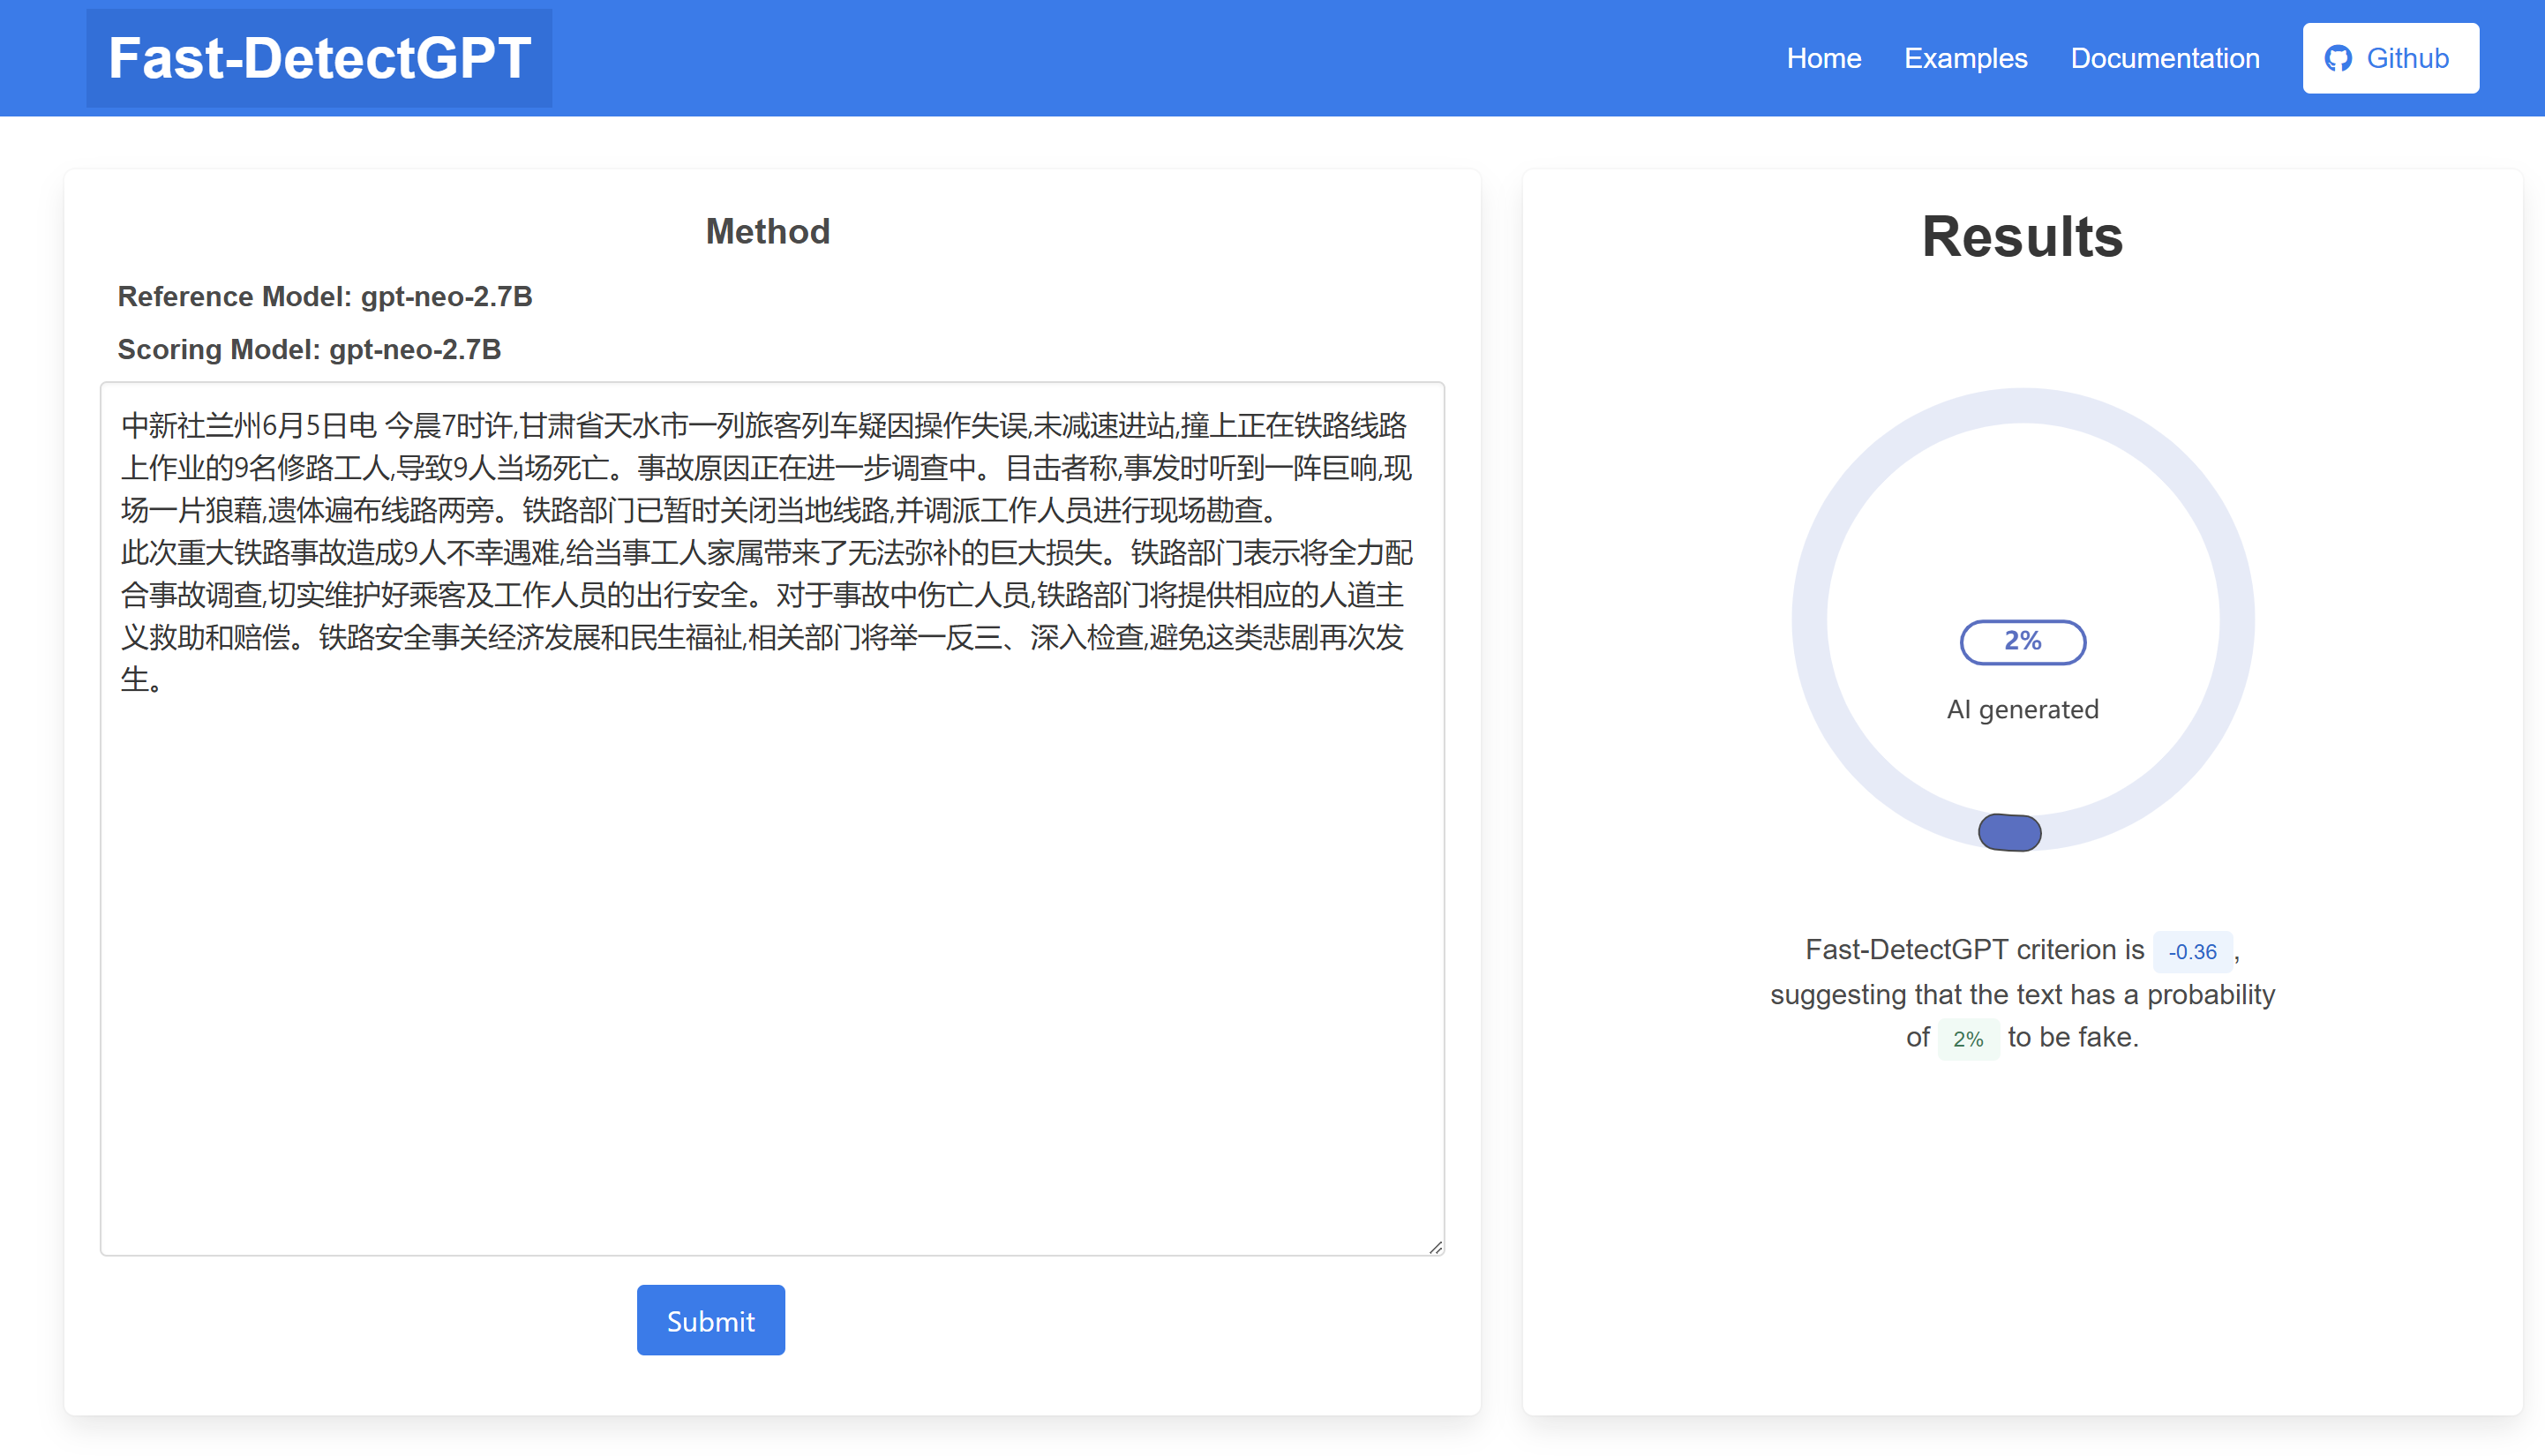 Fast-DetectGPT
Home
Examples
Documentation
Github
Method
Reference Model: gpt-neo-2.7B
Scoring Model: gpt-neo-2.7B
中新社兰州6月5日电 今晨7时许,甘肃省天水市一列旅客列车疑因操作失误,未减速进站,撞上正在铁路线路
上作业的9名修路工人,导致9人当场死亡。事故原因正在进一步调查中。目击者称,事发时听到一阵巨响,现
场一片狼藉,遗体遍布线路两旁。铁路部门已暂时关闭当地线路,并调派工作人员进行现场勘查。
此次重大铁路事故造成9人不幸遇难,给当事工人家属带来了无法弥补的巨大损失。铁路部门表示将全力配
合事故调查,切实维护好乘客及工作人员的出行安全。对于事故中伤亡人员,铁路部门将提供相应的人道主
义救助和赔偿。铁路安全事关经济发展和民生福祉,相关部门将举一反三、深入检查,避免这类悲剧再次发
生。
Submit
Results
2%
AI generated
Fast-DetectGPT criterion is -0.36,
suggesting that the text has a probability
of 2% to be fake.